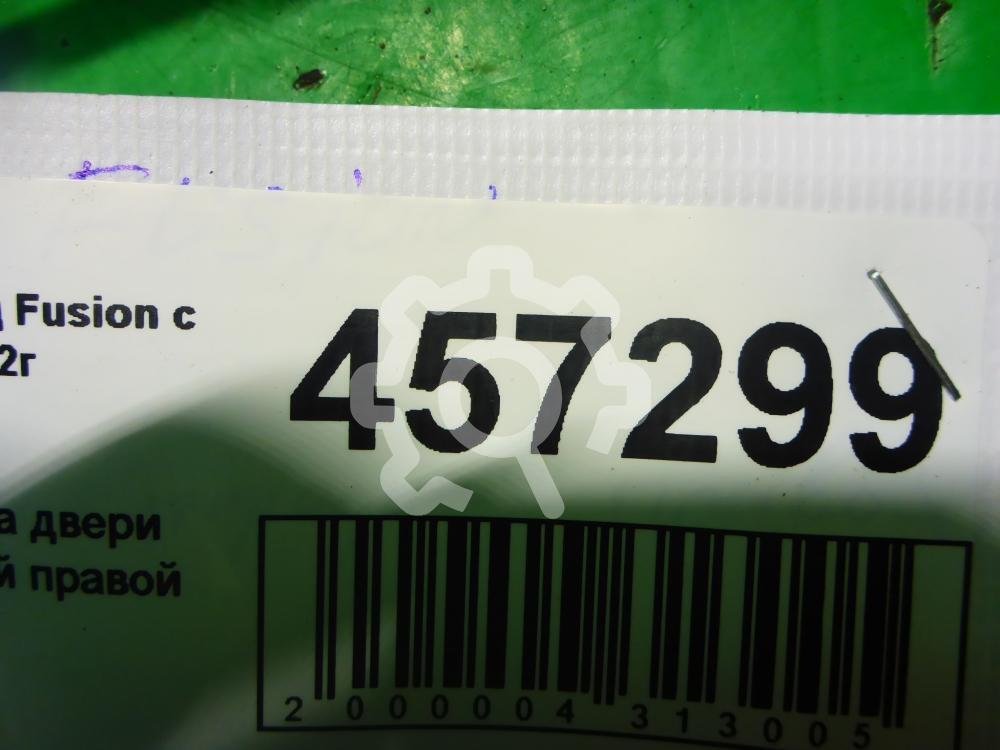 Fusion с
2г
457299
а двери
й правой
2 000004 313005